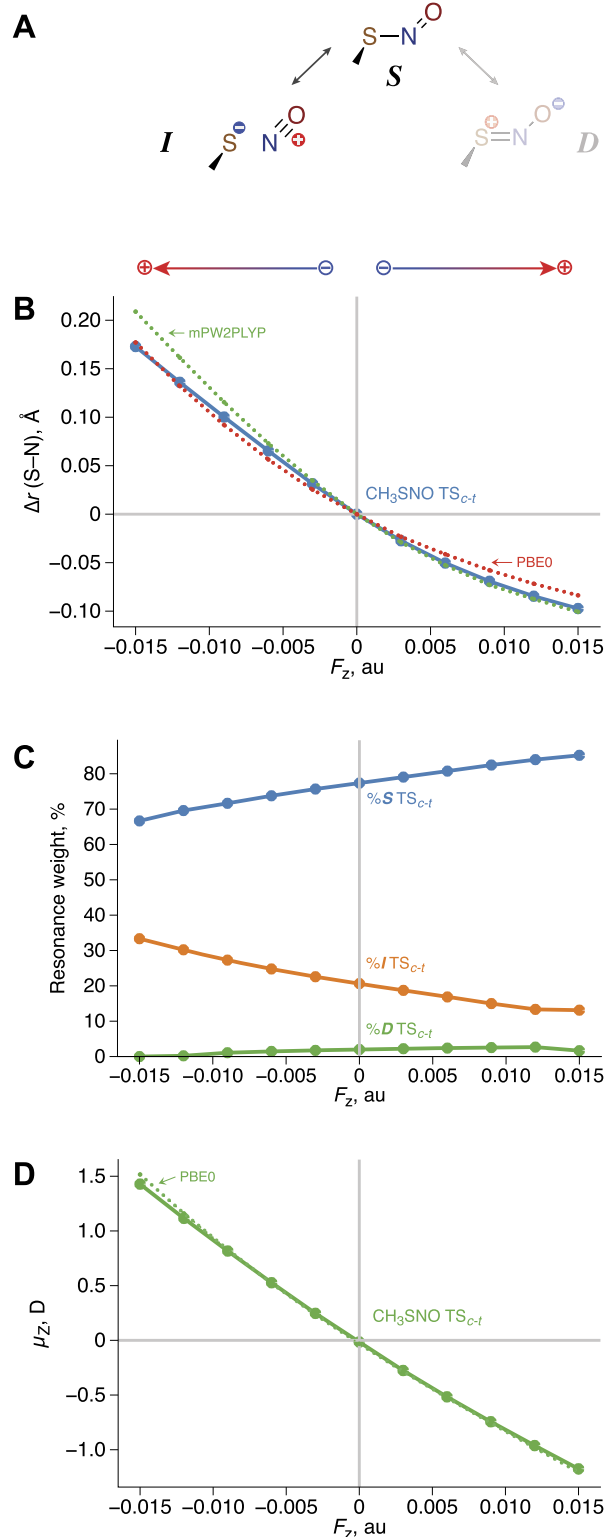 A
S—N=O
S
I
S⊖ N≡O⊕
S⊕=N–O⊖
D
⊕ ⊖ ⊖ ⊕
B
0.20
0.15
0.10
0.05
0
−0.05
−0.10
Δr (S–N), Å
←mPW2PLYP
CH₃SNO TSc-t
←PBE0
−0.015 −0.010 −0.005 0 0.005 0.010 0.015
Fz, au
C
80
70
60
50
40
30
20
10
0
Resonance weight, %
%S TSc-t
%I TSc-t
%D TSc-t
−0.015 −0.010 −0.005 0 0.005 0.010 0.015
Fz, au
D
1.5
1.0
0.5
0
−0.5
−1.0
μZ, D
PBE0
CH₃SNO TSc-t
−0.015 −0.010 −0.005 0 0.005 0.010 0.015
Fz, au